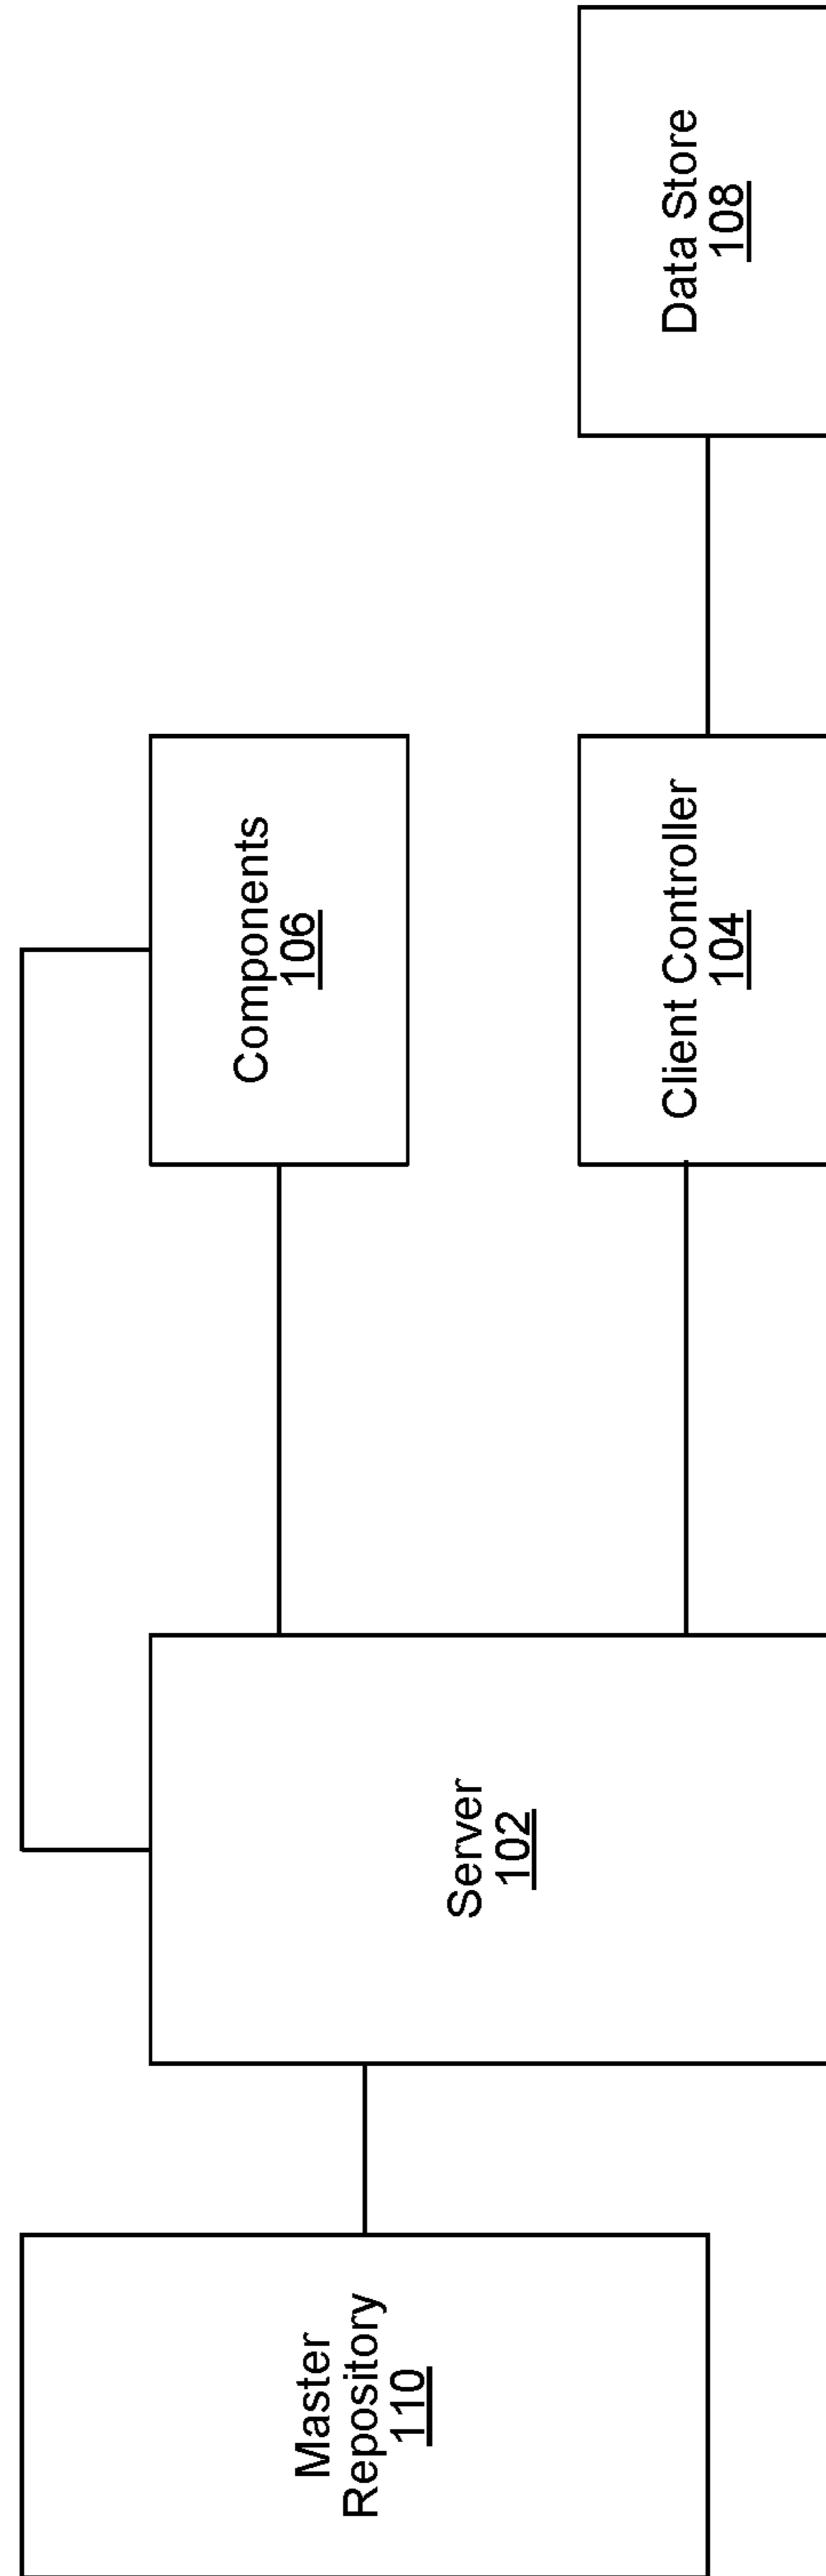 Master
Repository
110
Server
102
Components
106
Client Controller
104
Data Store
108